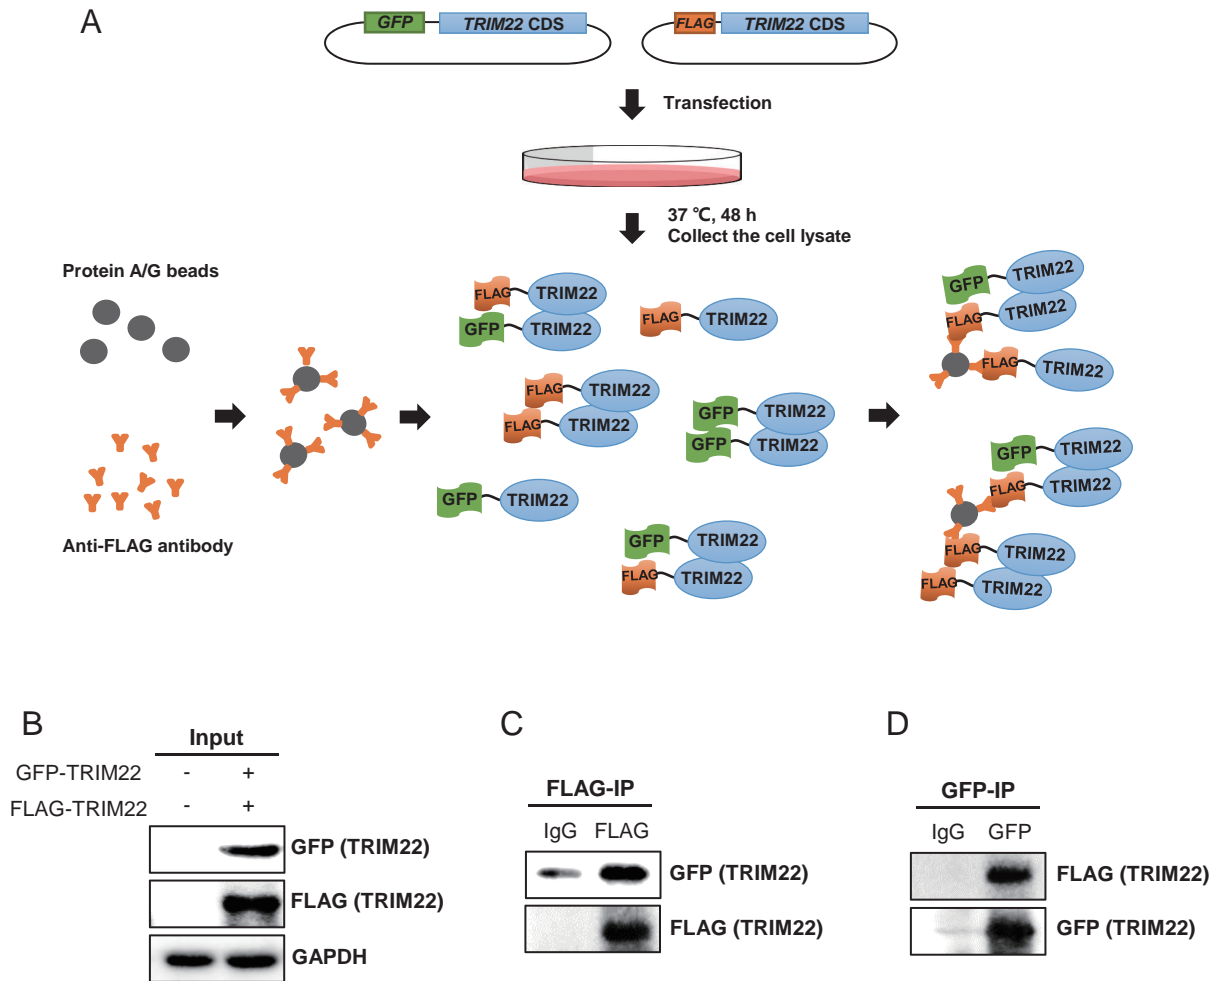 A
GFP TRIM22 CDS FLAG TRIM22 CDS
Transfection
37 ℃, 48 h
Collect the cell lysate
Protein A/G beads
Anti-FLAG antibody
FLAG TRIM22
GFP TRIM22
FLAG TRIM22
FLAG TRIM22
FLAG TRIM22
GFP TRIM22
GFP TRIM22
GFP TRIM22
GFP TRIM22
FLAG TRIM22
GFP TRIM22
FLAG TRIM22
FLAG TRIM22
GFP TRIM22
FLAG TRIM22
FLAG TRIM22
FLAG TRIM22
B
Input
GFP-TRIM22 - +
FLAG-TRIM22 - +
GFP (TRIM22)
FLAG (TRIM22)
GAPDH
C
FLAG-IP
IgG FLAG
GFP (TRIM22)
FLAG (TRIM22)
D
GFP-IP
IgG GFP
FLAG (TRIM22)
GFP (TRIM22)